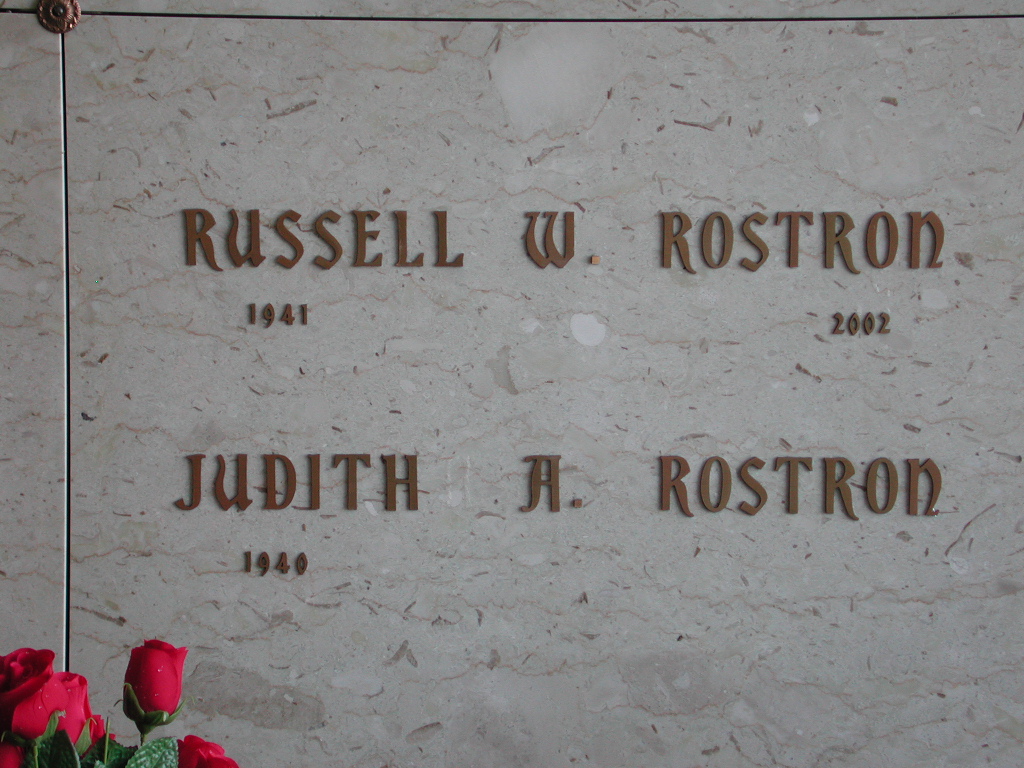 RUSSELL W. ROSTRON
1941 2002
JUDITH A. ROSTRON
1940